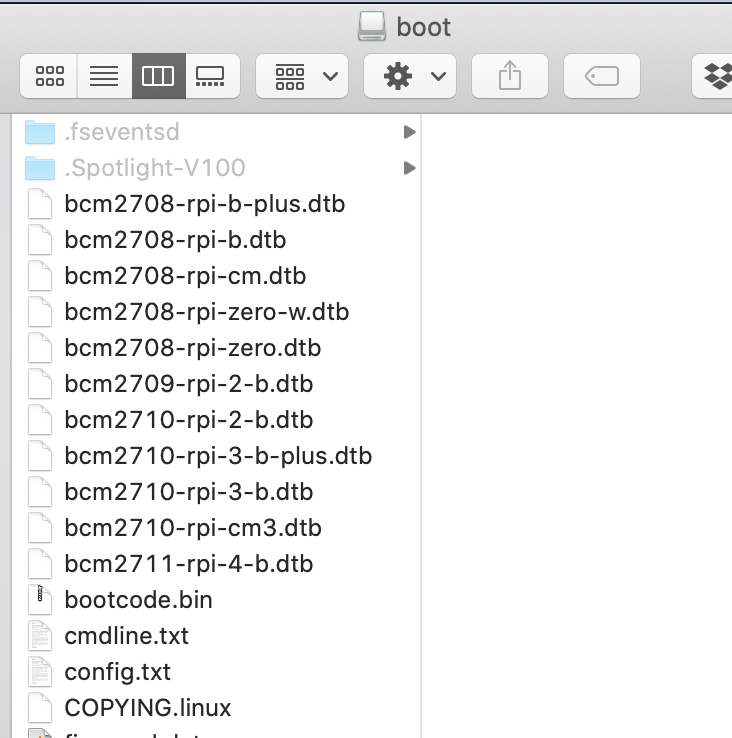 boot
.fseventsd
.Spotlight-V100
bcm2708-rpi-b-plus.dtb
bcm2708-rpi-b.dtb
bcm2708-rpi-cm.dtb
bcm2708-rpi-zero-w.dtb
bcm2708-rpi-zero.dtb
bcm2709-rpi-2-b.dtb
bcm2710-rpi-2-b.dtb
bcm2710-rpi-3-b-plus.dtb
bcm2710-rpi-3-b.dtb
bcm2710-rpi-cm3.dtb
bcm2711-rpi-4-b.dtb
bootcode.bin
cmdline.txt
config.txt
COPYING.linux